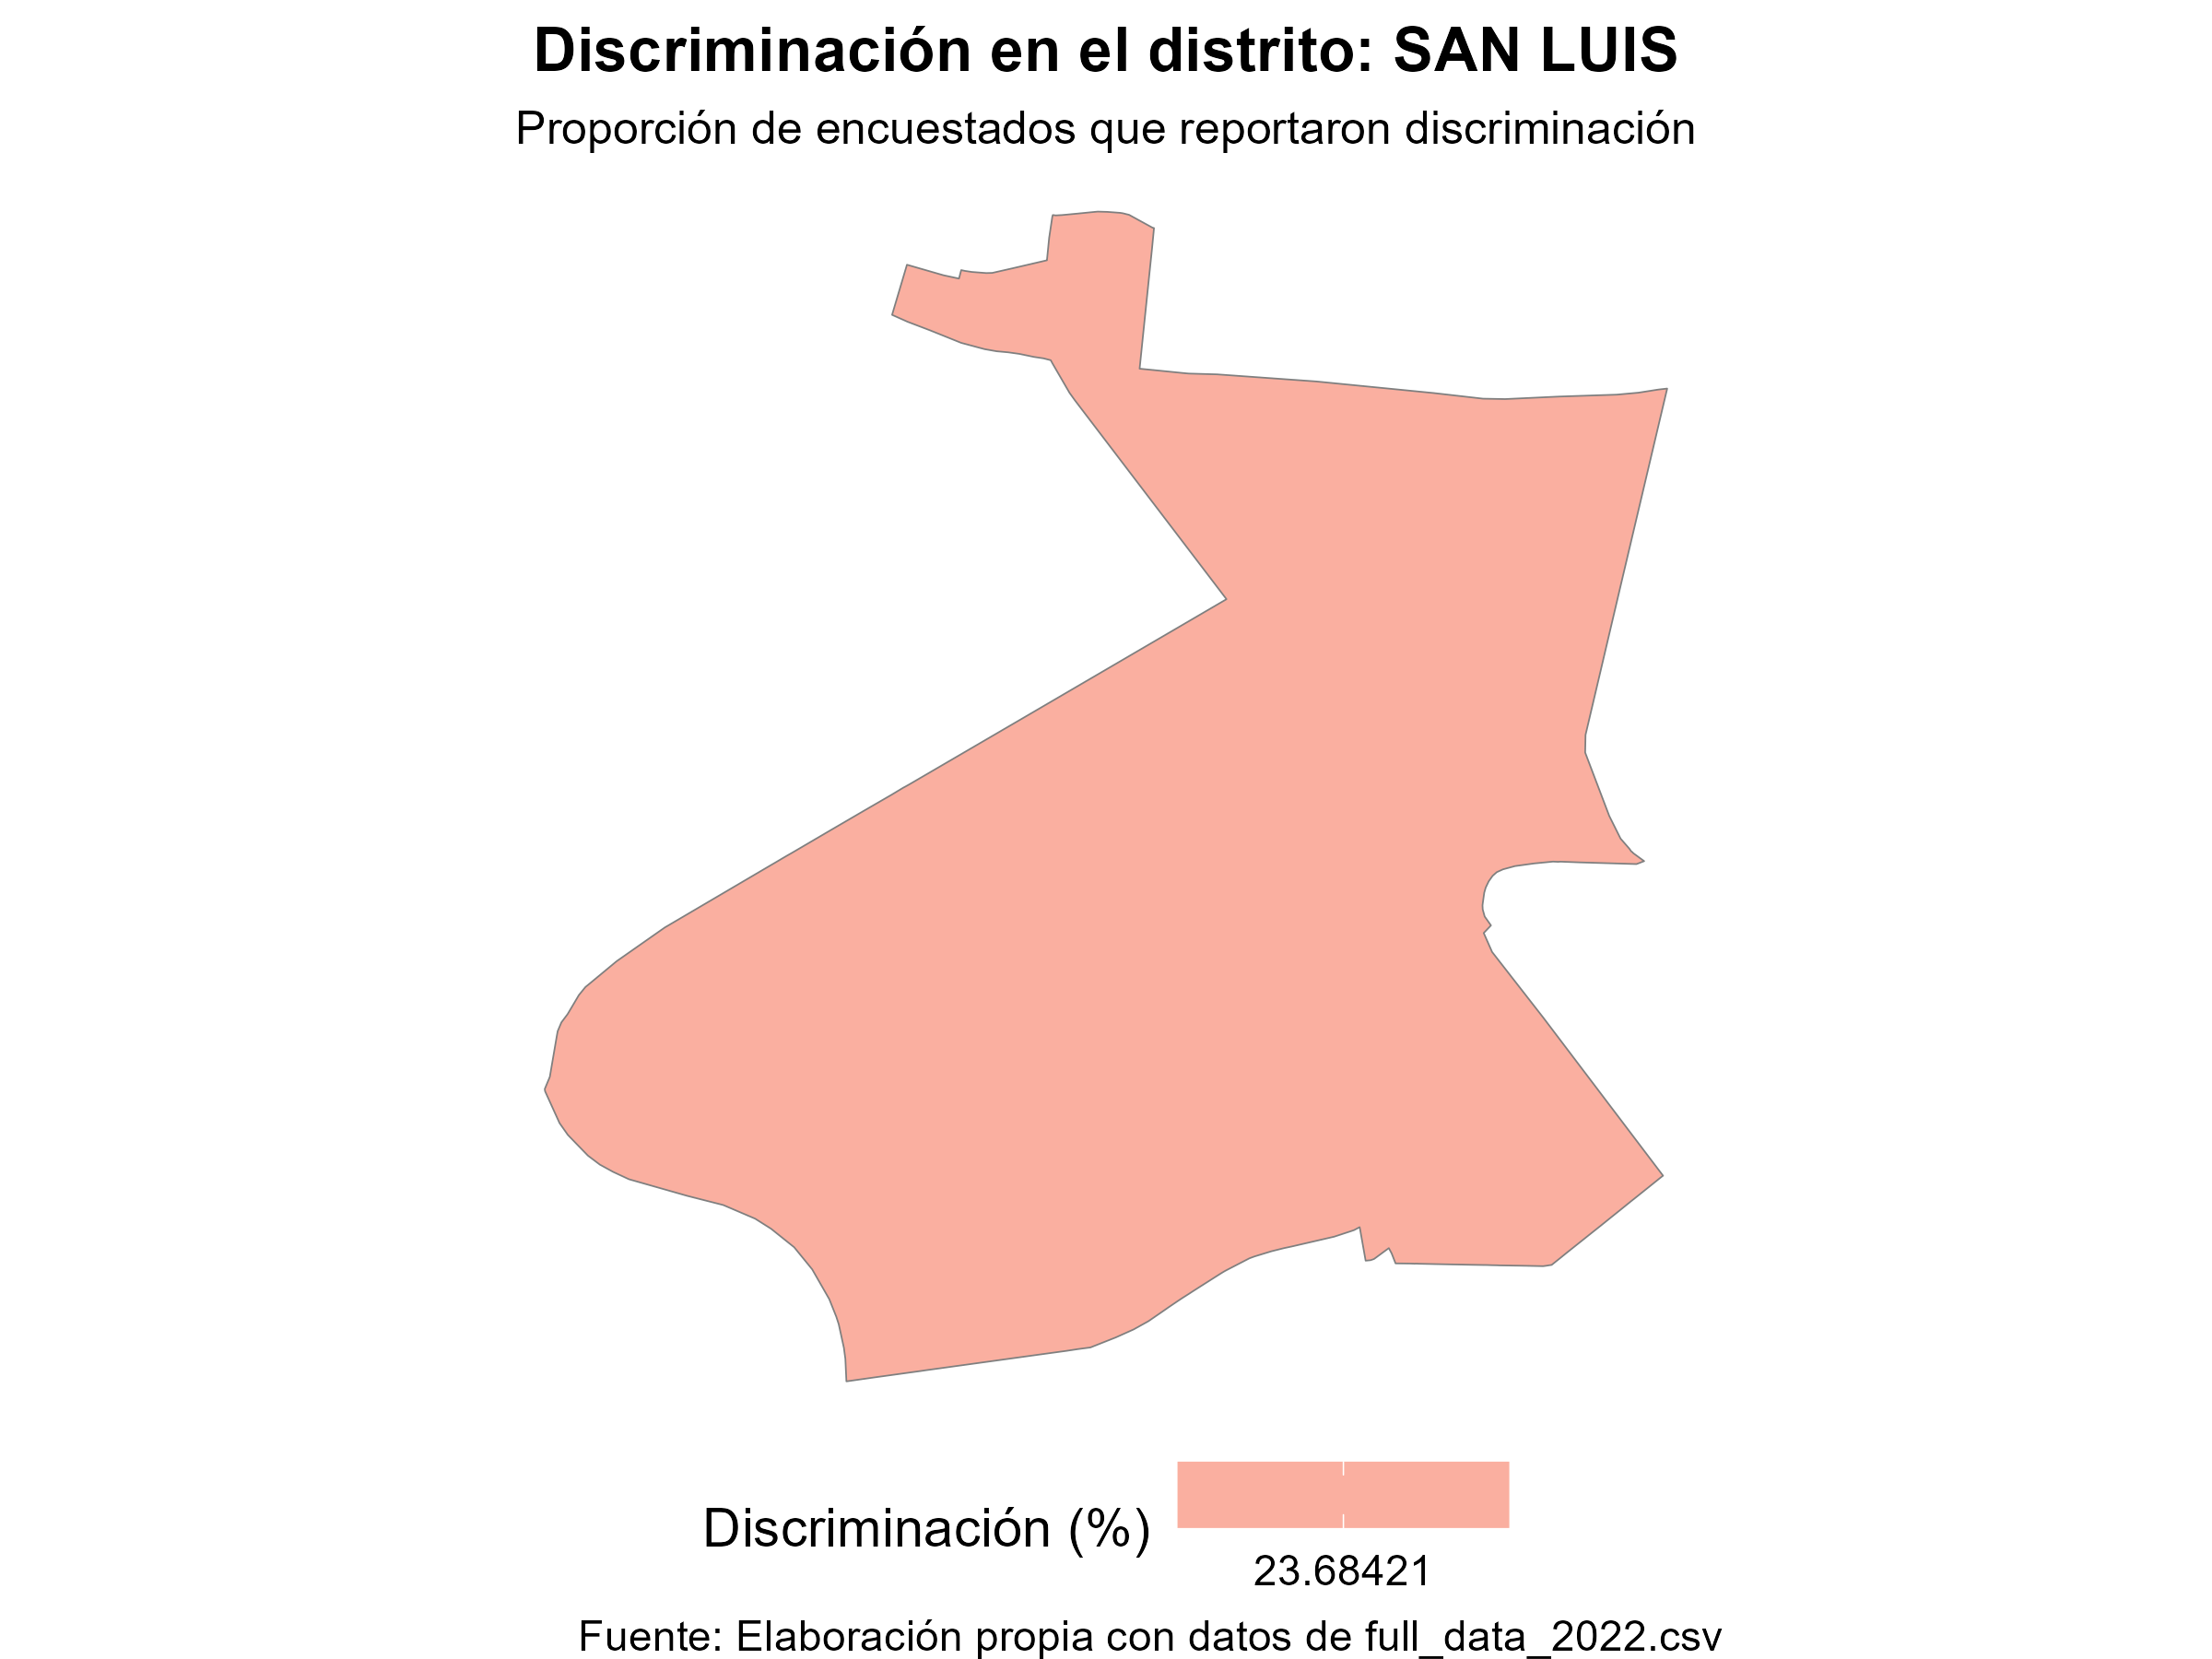 Discriminación en el distrito: SAN LUIS
Proporción de encuestados que reportaron discriminación
Discriminación (%)
23.68421
Fuente: Elaboración propia con datos de full_data_2022.csv